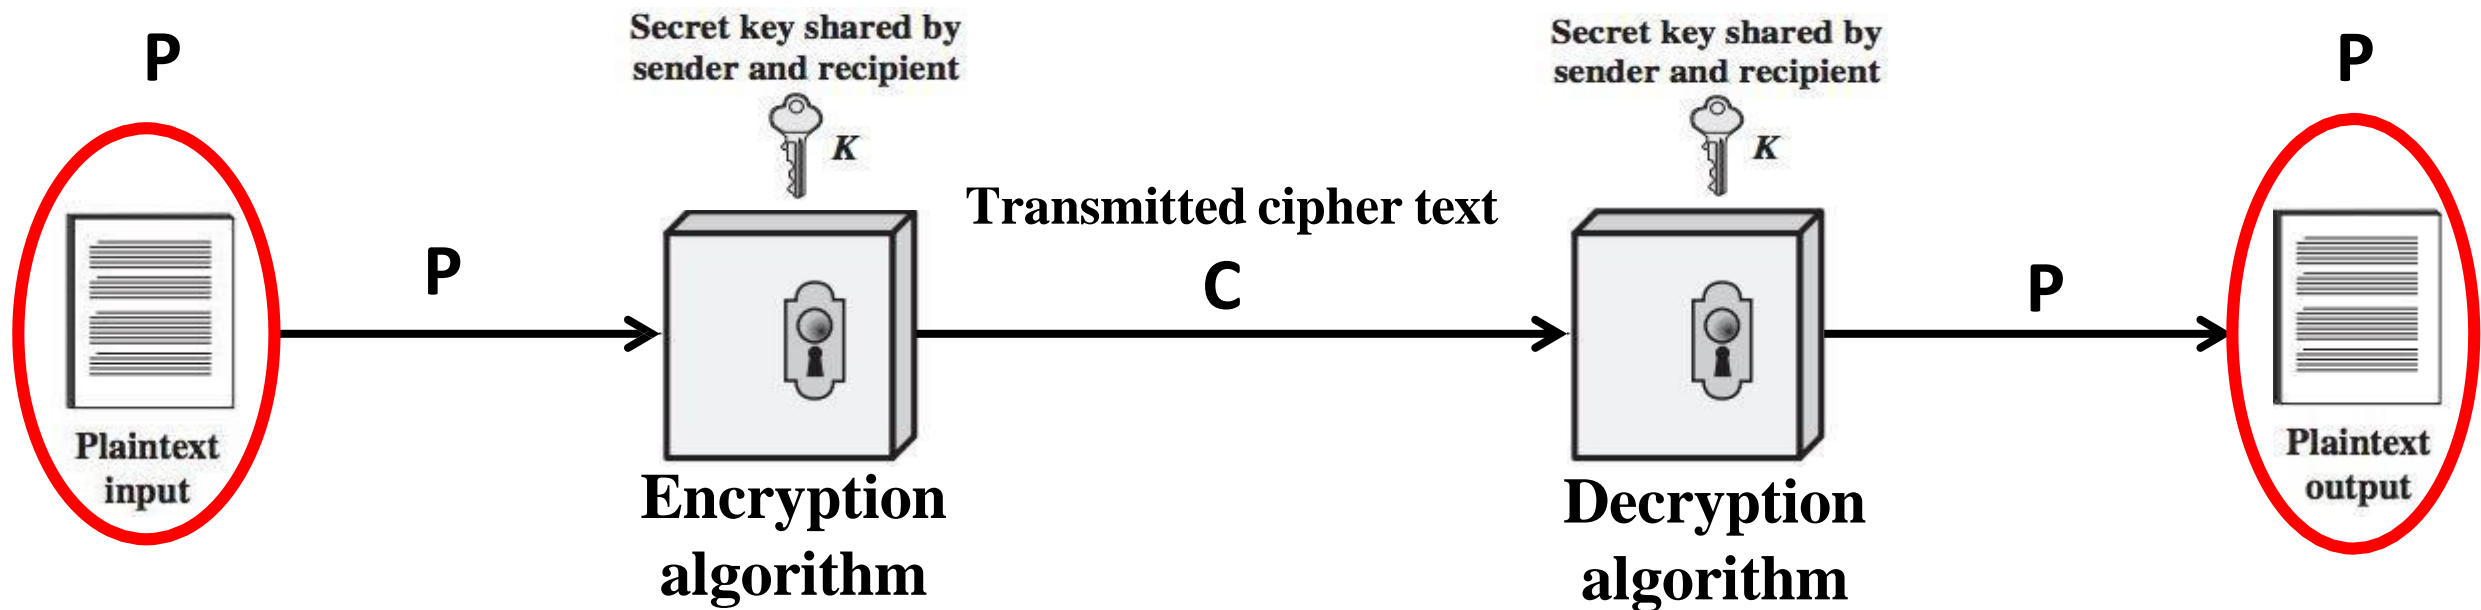 P
Secret key shared by
sender and recipient
K
Secret key shared by
sender and recipient
K
P
Transmitted cipher text
P
C
P
Plaintext
input
Encryption
algorithm
Decryption
algorithm
Plaintext
output